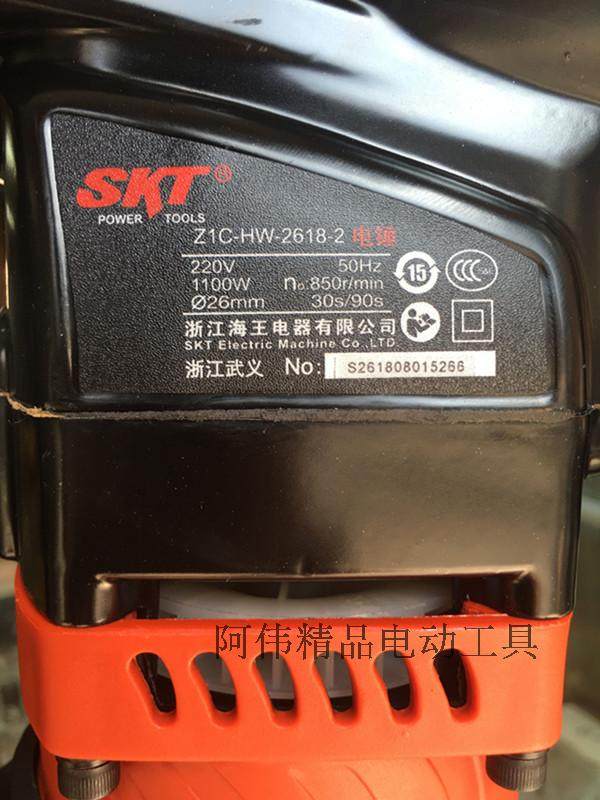 SKT®
POWER TOOLS
Z1C-HW-2618-2 电锤
220V 50Hz
1100W n₀:850r/min
Ø26mm 30s/90s
15
CCC
浙江海王电器有限公司
SKT Electric Machine Co.,LTD.
浙江武义 No: S261808015266
阿伟精品电动工具